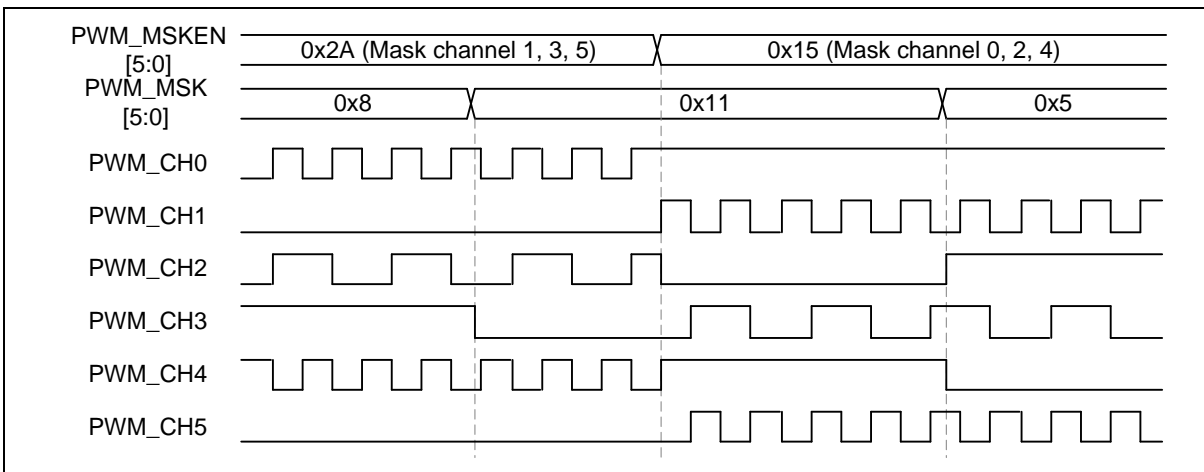 PWM_MSKEN
[5:0]
0x2A (Mask channel 1, 3, 5)
0x15 (Mask channel 0, 2, 4)
PWM_MSK
[5:0]
0x8
0x11
0x5
PWM_CH0
PWM_CH1
PWM_CH2
PWM_CH3
PWM_CH4
PWM_CH5